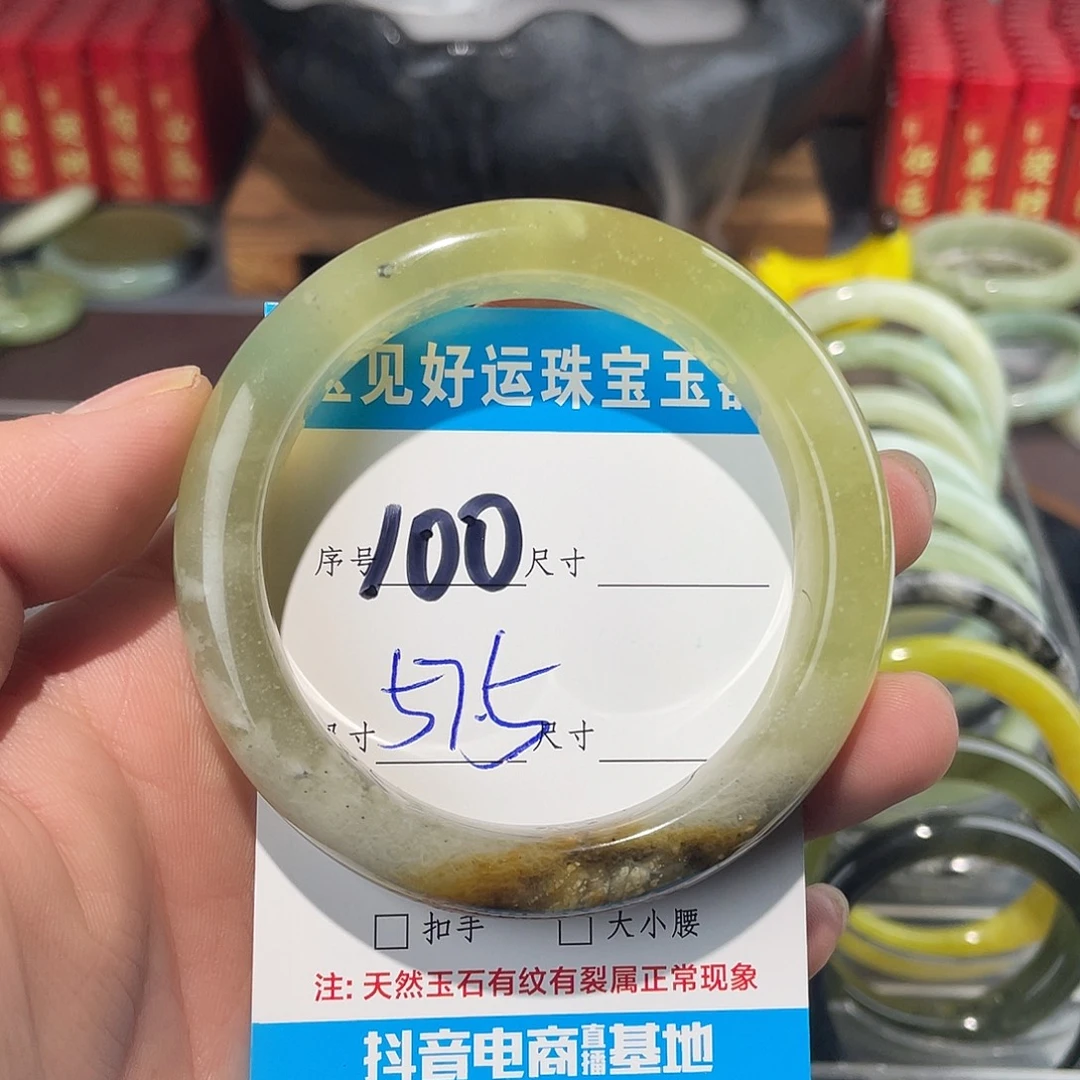 见好运珠宝玉器
序号 100 尺寸
尺寸 57.5 尺寸
扣手 大小腰
注: 天然玉石有纹有裂属正常现象
抖音电商直播基地